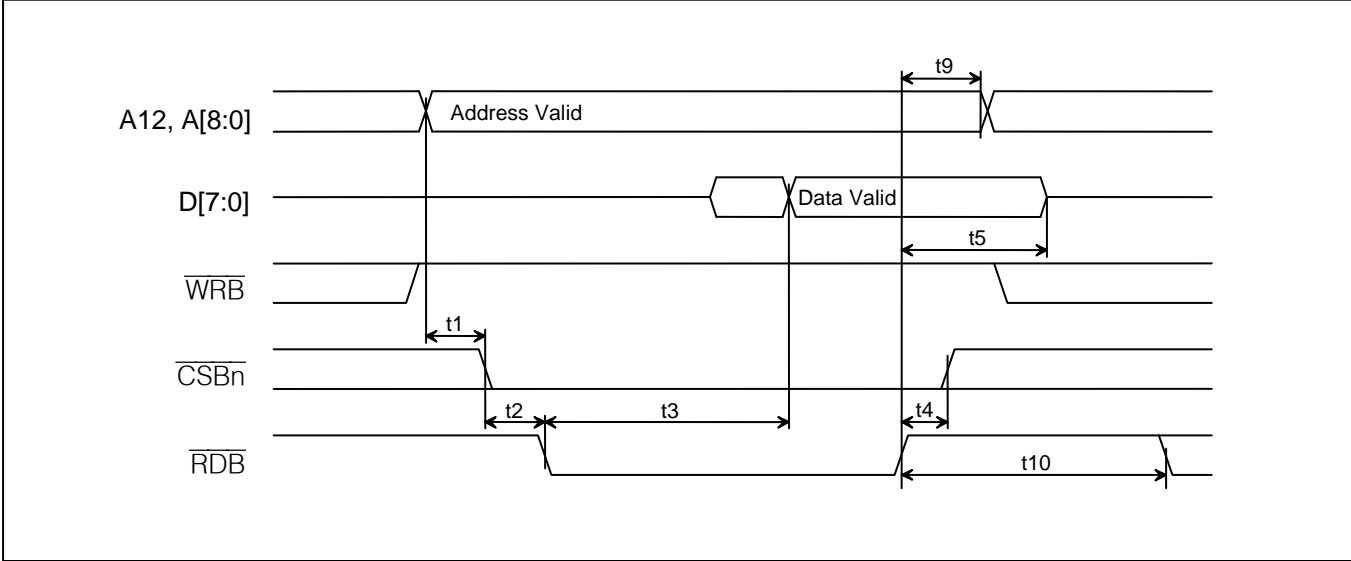 t9
A12, A[8:0]
Address Valid
D[7:0]
Data Valid
t5
WRB
t1
CSBn
t2
t3
t4
RDB
t10